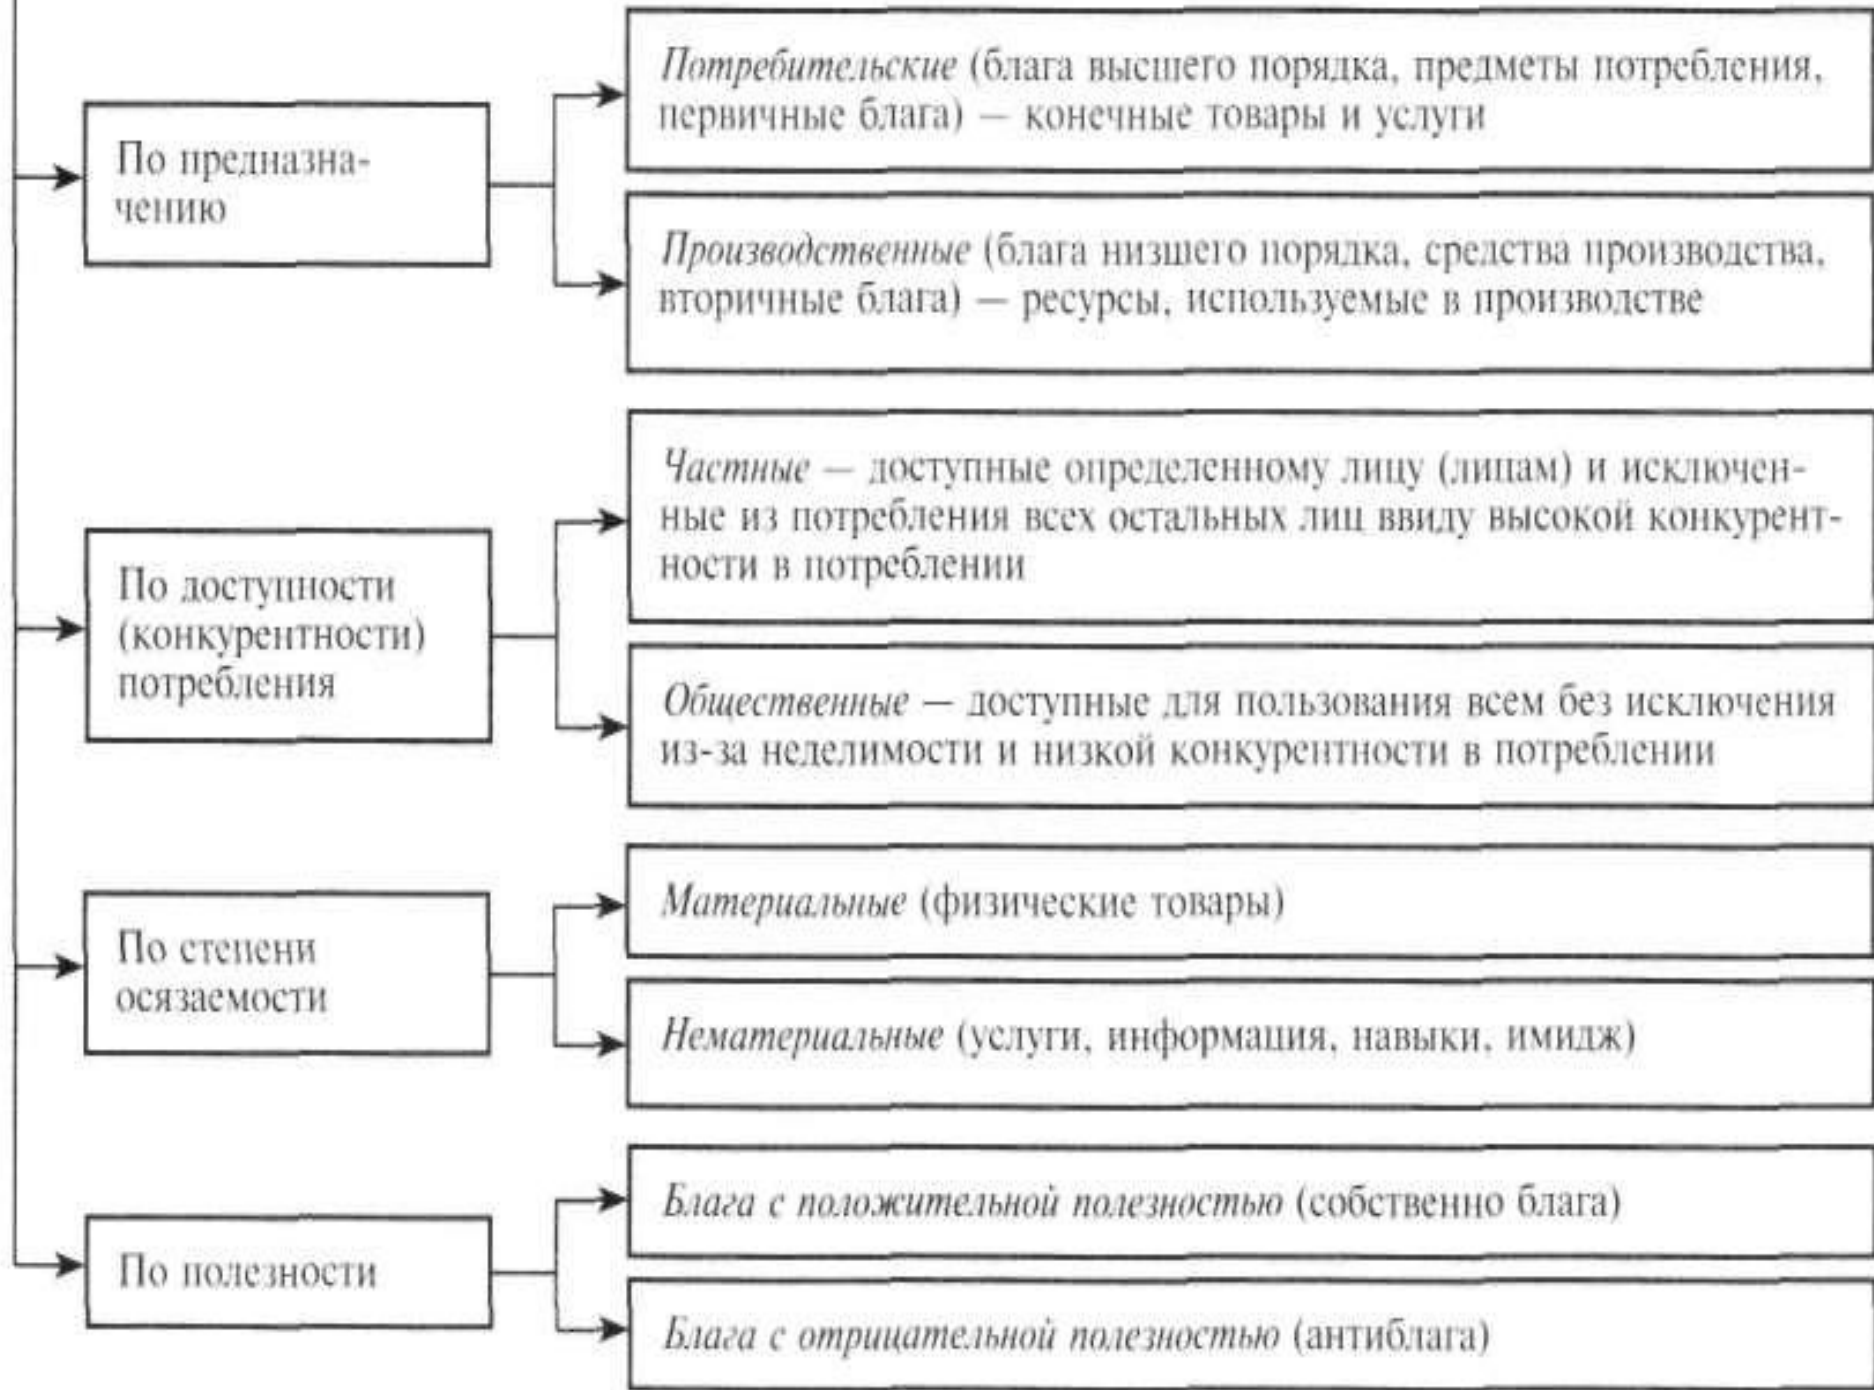 По предназна-
чению
Потребительские (блага высшего порядка, предметы потребления,
первичные блага) — конечные товары и услуги
Производственные (блага низшего порядка, средства производства,
вторичные блага) — ресурсы, используемые в производстве
По доступности
(конкурентности)
потребления
Частные — доступные определенному лицу (лицам) и исключен-
ные из потребления всех остальных лиц ввиду высокой конкурент-
ности в потреблении
Общественные — доступные для пользования всем без исключения
из-за неделимости и низкой конкурентности в потреблении
По степени
осязаемости
Материальные (физические товары)
Нематериальные (услуги, информация, навыки, имидж)
По полезности
Блага с положительной полезностью (собственно блага)
Блага с отрицательной полезностью (антиблага)